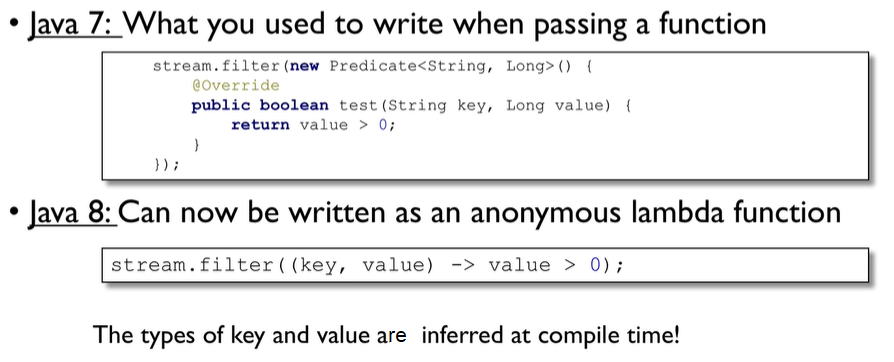 • Java 7: What you used to write when passing a function
stream.filter(new Predicate<String, Long>() {
@Override
public boolean test(String key, Long value) {
return value > 0;
}
});
• Java 8: Can now be written as an anonymous lambda function
stream.filter((key, value) -> value > 0);
The types of key and value are inferred at compile time!